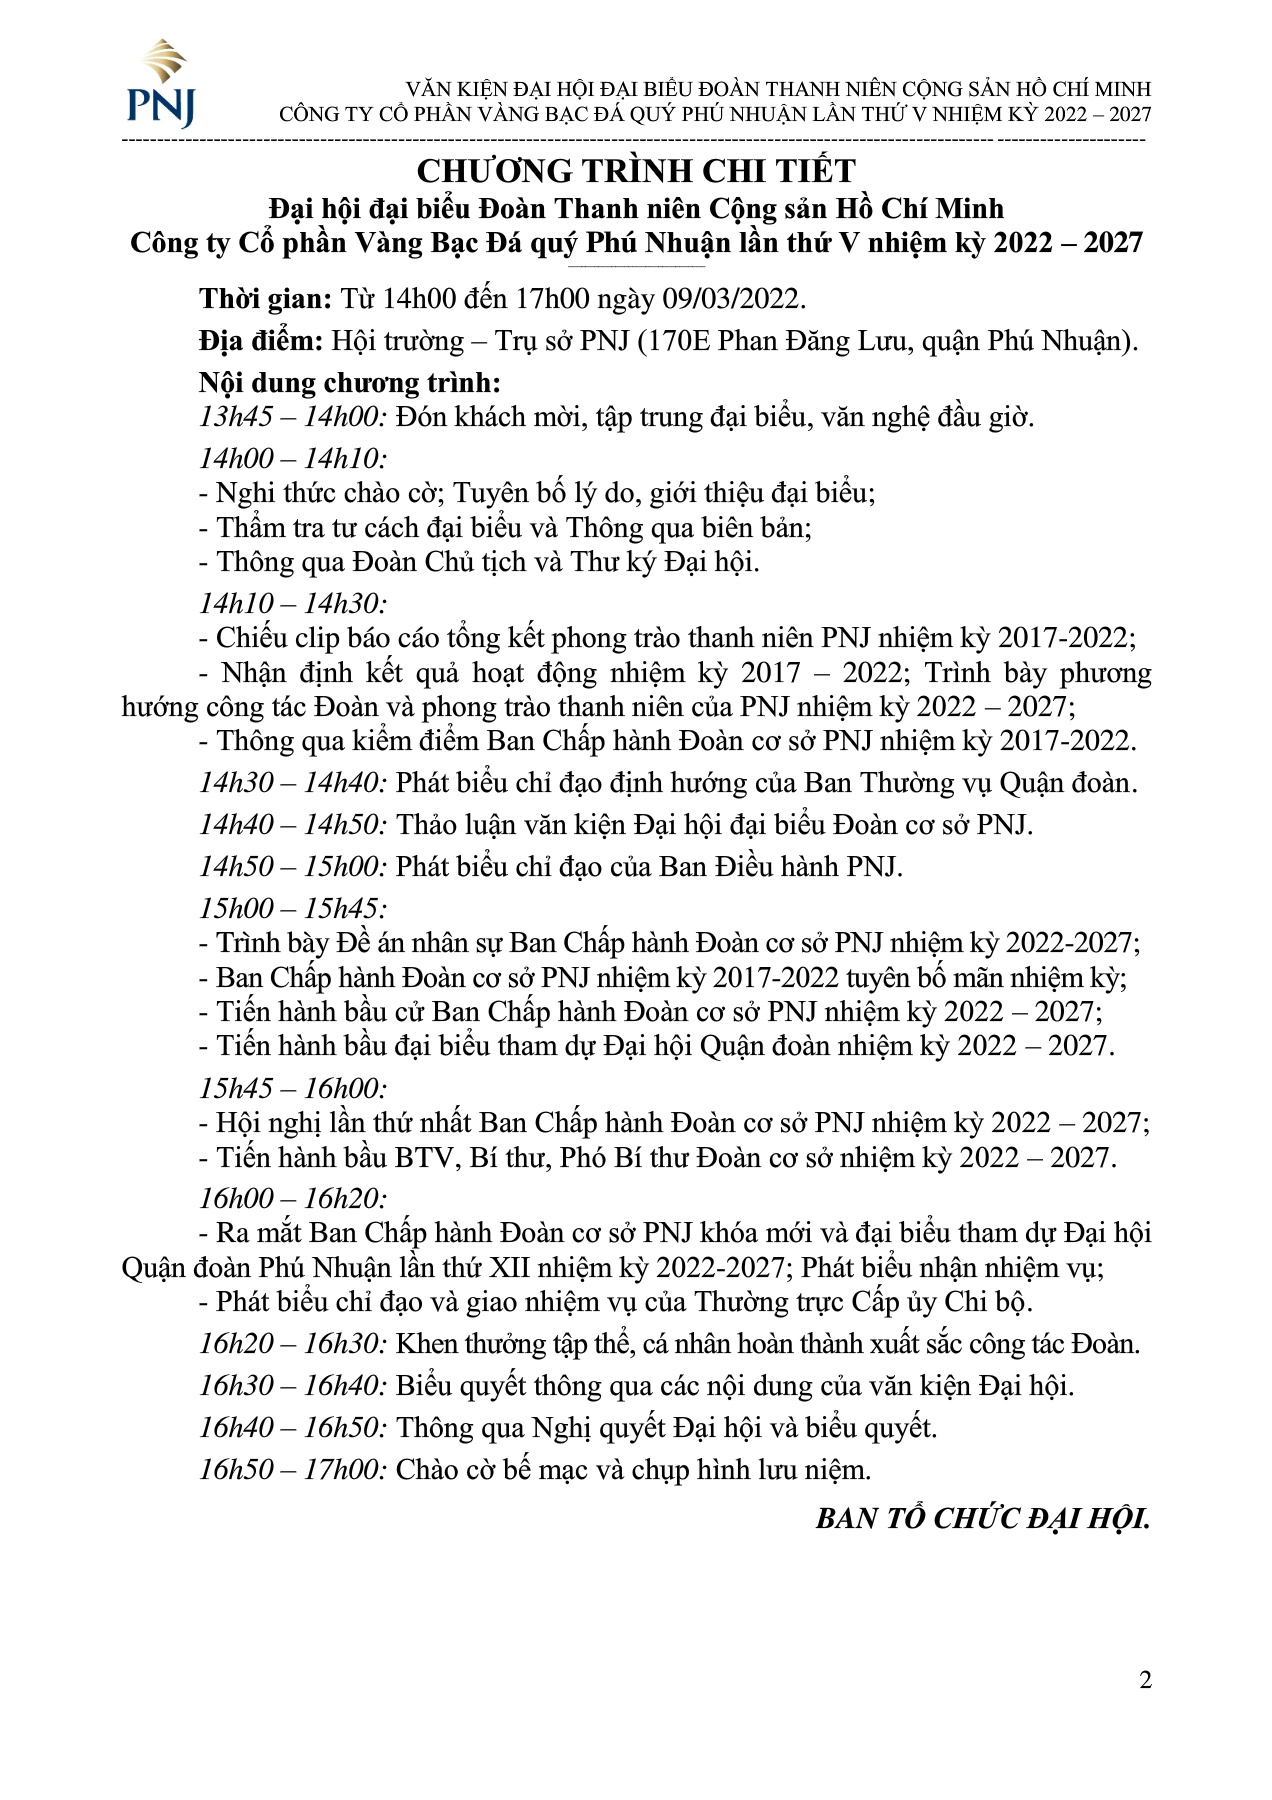 PNJ
VĂN KIỆN ĐẠI HỘI ĐẠI BIỂU ĐOÀN THANH NIÊN CỘNG SẢN HỒ CHÍ MINH
CÔNG TY CỔ PHẦN VÀNG BẠC ĐÁ QUÝ PHÚ NHUẬN LẦN THỨ V NHIỆM KỲ 2022 – 2027
CHƯƠNG TRÌNH CHI TIẾT
Đại hội đại biểu Đoàn Thanh niên Cộng sản Hồ Chí Minh
Công ty Cổ phần Vàng Bạc Đá quý Phú Nhuận lần thứ V nhiệm kỳ 2022 – 2027
Thời gian: Từ 14h00 đến 17h00 ngày 09/03/2022.
Địa điểm: Hội trường – Trụ sở PNJ (170E Phan Đăng Lưu, quận Phú Nhuận).
Nội dung chương trình:
13h45 – 14h00: Đón khách mời, tập trung đại biểu, văn nghệ đầu giờ.
14h00 – 14h10:
- Nghi thức chào cờ; Tuyên bố lý do, giới thiệu đại biểu;
- Thẩm tra tư cách đại biểu và Thông qua biên bản;
- Thông qua Đoàn Chủ tịch và Thư ký Đại hội.
14h10 – 14h30:
- Chiếu clip báo cáo tổng kết phong trào thanh niên PNJ nhiệm kỳ 2017-2022;
- Nhận định kết quả hoạt động nhiệm kỳ 2017 – 2022; Trình bày phương
hướng công tác Đoàn và phong trào thanh niên của PNJ nhiệm kỳ 2022 – 2027;
- Thông qua kiểm điểm Ban Chấp hành Đoàn cơ sở PNJ nhiệm kỳ 2017-2022.
14h30 – 14h40: Phát biểu chỉ đạo định hướng của Ban Thường vụ Quận đoàn.
14h40 – 14h50: Thảo luận văn kiện Đại hội đại biểu Đoàn cơ sở PNJ.
14h50 – 15h00: Phát biểu chỉ đạo của Ban Điều hành PNJ.
15h00 – 15h45:
- Trình bày Đề án nhân sự Ban Chấp hành Đoàn cơ sở PNJ nhiệm kỳ 2022-2027;
- Ban Chấp hành Đoàn cơ sở PNJ nhiệm kỳ 2017-2022 tuyên bố mãn nhiệm kỳ;
- Tiến hành bầu cử Ban Chấp hành Đoàn cơ sở PNJ nhiệm kỳ 2022 – 2027;
- Tiến hành bầu đại biểu tham dự Đại hội Quận đoàn nhiệm kỳ 2022 – 2027.
15h45 – 16h00:
- Hội nghị lần thứ nhất Ban Chấp hành Đoàn cơ sở PNJ nhiệm kỳ 2022 – 2027;
- Tiến hành bầu BTV, Bí thư, Phó Bí thư Đoàn cơ sở nhiệm kỳ 2022 – 2027.
16h00 – 16h20:
- Ra mắt Ban Chấp hành Đoàn cơ sở PNJ khóa mới và đại biểu tham dự Đại hội
Quận đoàn Phú Nhuận lần thứ XII nhiệm kỳ 2022-2027; Phát biểu nhận nhiệm vụ;
- Phát biểu chỉ đạo và giao nhiệm vụ của Thường trực Cấp ủy Chi bộ.
16h20 – 16h30: Khen thưởng tập thể, cá nhân hoàn thành xuất sắc công tác Đoàn.
16h30 – 16h40: Biểu quyết thông qua các nội dung của văn kiện Đại hội.
16h40 – 16h50: Thông qua Nghị quyết Đại hội và biểu quyết.
16h50 – 17h00: Chào cờ bế mạc và chụp hình lưu niệm.
BAN TỔ CHỨC ĐẠI HỘI.
2